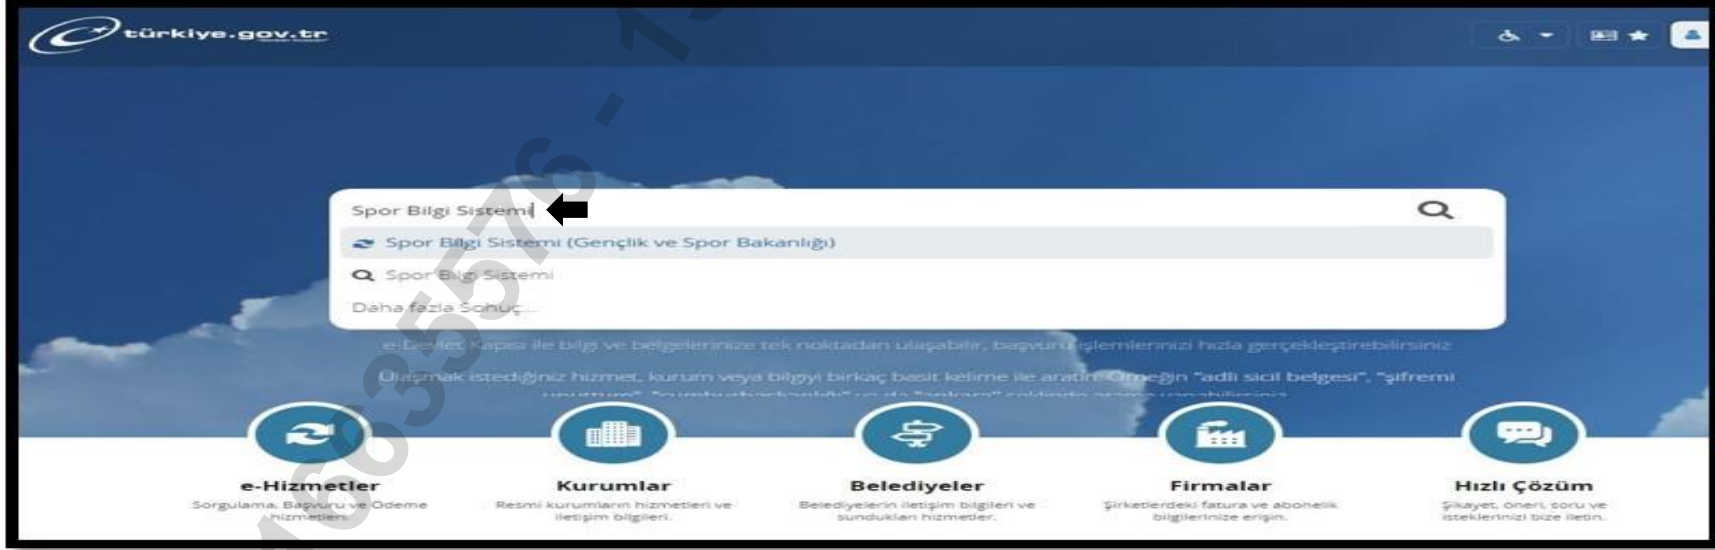 türkiye.gov.tr
Spor Bilgi Sistemi
Spor Bilgi Sistemi (Gençlik ve Spor Bakanlığı)
Spor Bilgi Sistemi
Daha fazla Sonuç...
e-Devlet Kapısı ile bilgi ve belgelerinize tek noktadan ulaşabilir, başvuru işlemlerinizi hızla gerçekleştirebilirsiniz
Ulaşmak istediğiniz hizmet, kurum veya bilgiyi birkaç basit kelime ile aratın. Örneğin "adli sicil belgesi", "şifremi
e-Hizmetler
Sorgulama, Başvuru ve Ödeme
hizmetleri.
Kurumlar
Resmi kurumların hizmetleri ve
iletişim bilgileri.
Belediyeler
Belediyelerin iletişim bilgileri ve
sundukları hizmetler.
Firmalar
Şirketlerdeki fatura ve abonelik
bilgilerinize erişin.
Hızlı Çözüm
Şikayet, öneri, soru ve
isteklerinizi bize iletin.